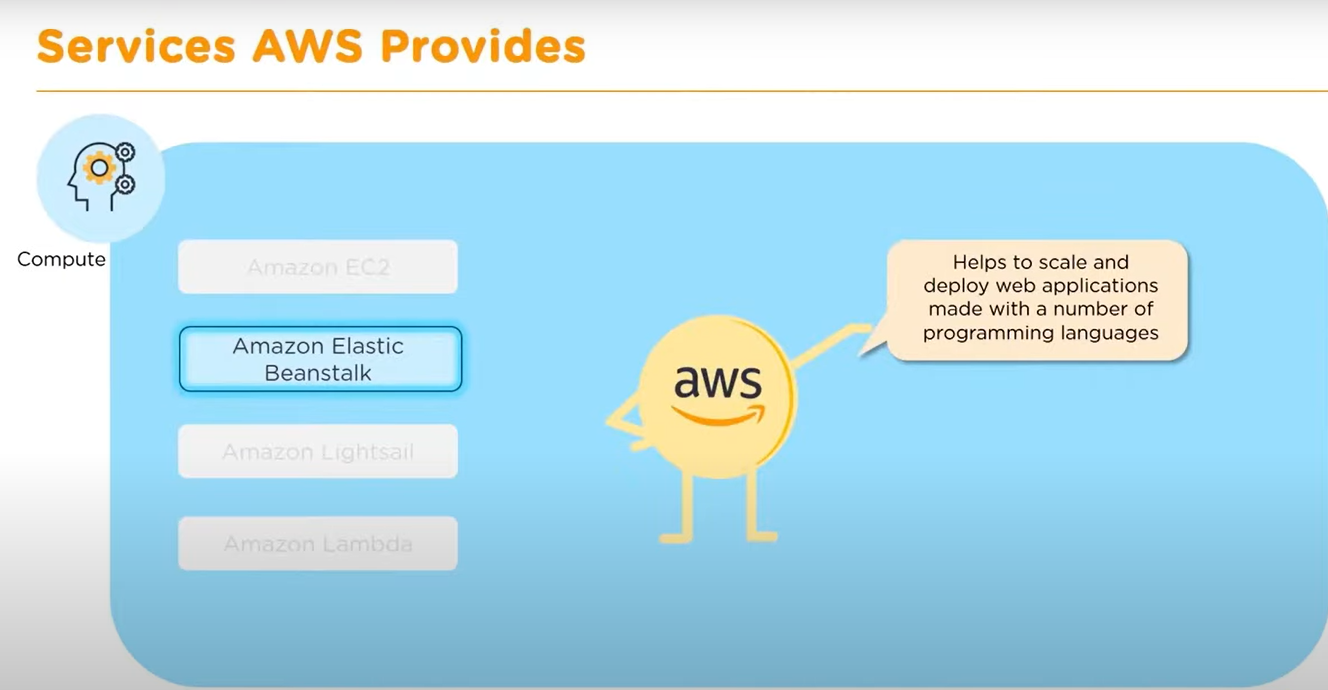 Services AWS Provides
Compute
Amazon EC2
Amazon Elastic
Beanstalk
Amazon Lightsail
Amazon Lambda
aws
Helps to scale and
deploy web applications
made with a number of
programming languages